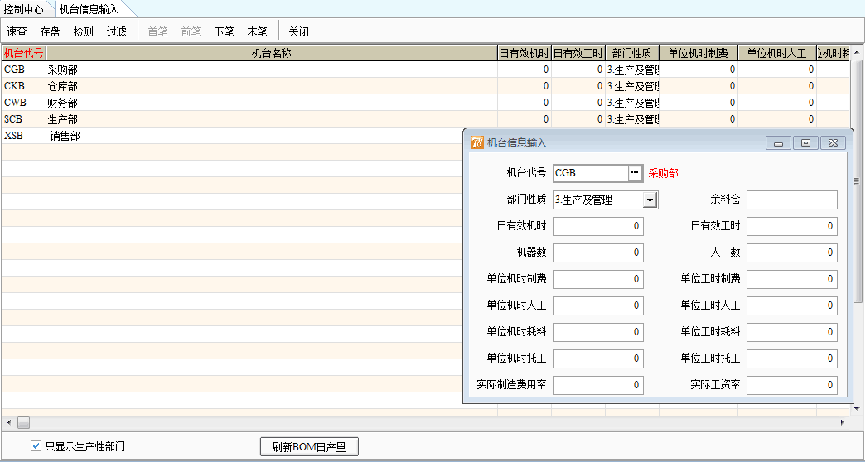 控制中心 机台信息输入
速查 存盘 检测 过滤 首笔 前笔 下笔 末笔 关闭
机台代号 机台名称 日有效机时 日有效工时 部门性质 单位机时制费 单位机时人工 单位机时耗
CGB 采购部 0 0 3.生产及管理 0 0
CKB 仓库部 0 0 3.生产及管理 0 0
CWB 财务部 0 0 3.生产及管理 0 0
SCB 生产部 0 0 3.生产及管理 0 0
XSB 销售部
机台信息输入
机台代号 CGB 采购部
部门性质 3.生产及管理 余料仓
日有效机时 0 日有效工时 0
机器数 0 人 数 0
单位机时制费 0 单位工时制费 0
单位机时人工 0 单位工时人工 0
单位机时耗料 0 单位工时耗料 0
单位机时托工 0 单位工时托工 0
实际制造费用率 0 实际工资率 0
只显示生产性部门 刷新BOM日产量